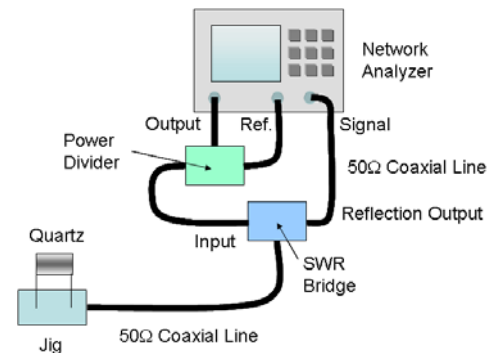 Network
Analyzer
Output
Ref.
Signal
Power
Divider
50Ω Coaxial Line
Reflection Output
Input
Quartz
SWR
Bridge
50Ω Coaxial Line
Jig